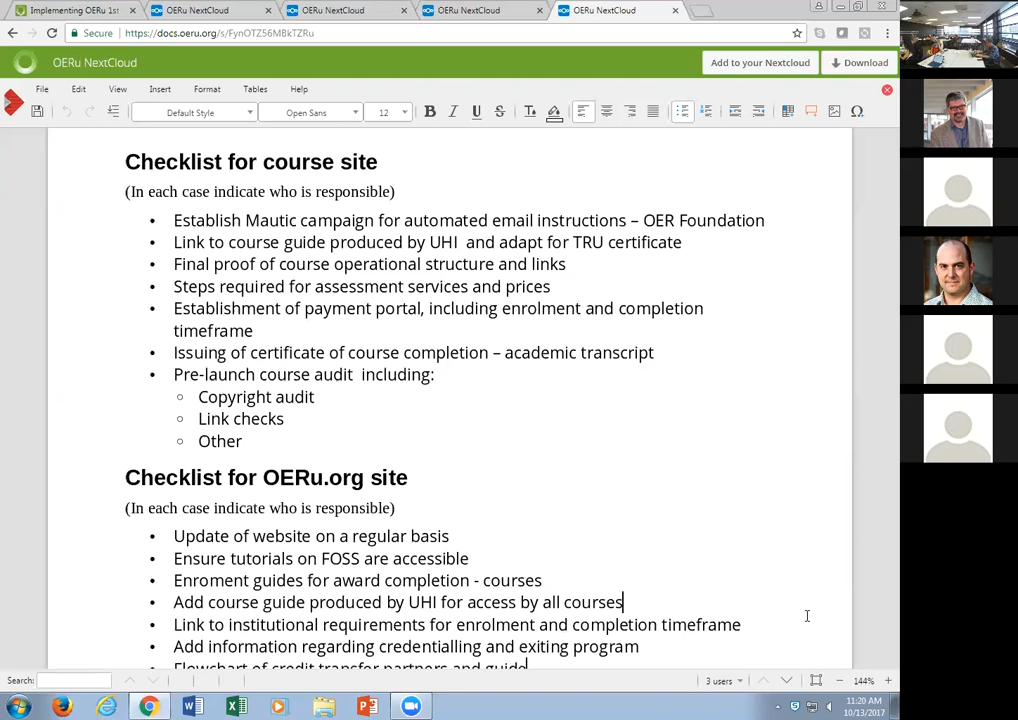 Implementing OERu 1st
OERu NextCloud
OERu NextCloud
OERu NextCloud
OERu NextCloud
Secure
https://docs.oeru.org/s/FynOTZ56MBkTZRu
OERu NextCloud
Add to your Nextcloud
Download
File Edit View Insert Format Tables Help
Default Style
Open Sans
12
Checklist for course site
(In each case indicate who is responsible)
• Establish Mautic campaign for automated email instructions – OER Foundation
• Link to course guide produced by UHI and adapt for TRU certificate
• Final proof of course operational structure and links
• Steps required for assessment services and prices
• Establishment of payment portal, including enrolment and completion
timeframe
• Issuing of certificate of course completion – academic transcript
• Pre-launch course audit including:
◦ Copyright audit
◦ Link checks
◦ Other
Checklist for OERu.org site
(In each case indicate who is responsible)
• Update of website on a regular basis
• Ensure tutorials on FOSS are accessible
• Enroment guides for award completion - courses
• Add course guide produced by UHI for access by all courses
• Link to institutional requirements for enrolment and completion timeframe
• Add information regarding credentialling and exiting program
• Flowchart of credit transfer partners and guide
Search:
3 users
144%
11:20 AM
10/13/2017